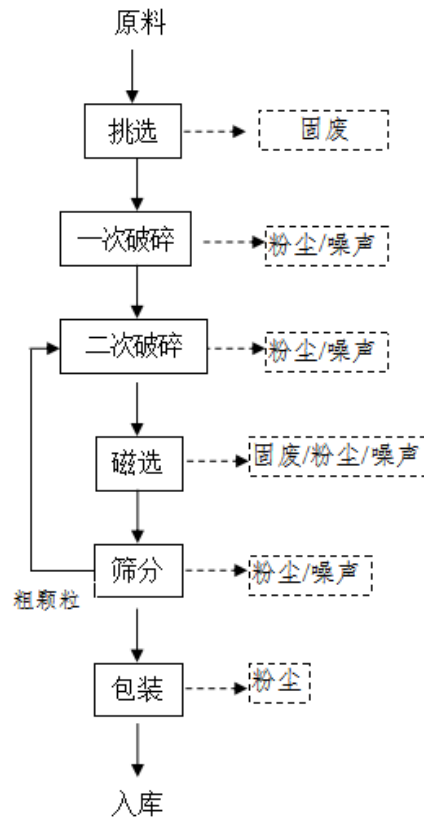 原料
挑选
固废
一次破碎
粉尘/噪声
二次破碎
粉尘/噪声
磁选
固废/粉尘/噪声
筛分
粉尘/噪声
粗颗粒
包装
粉尘
入库